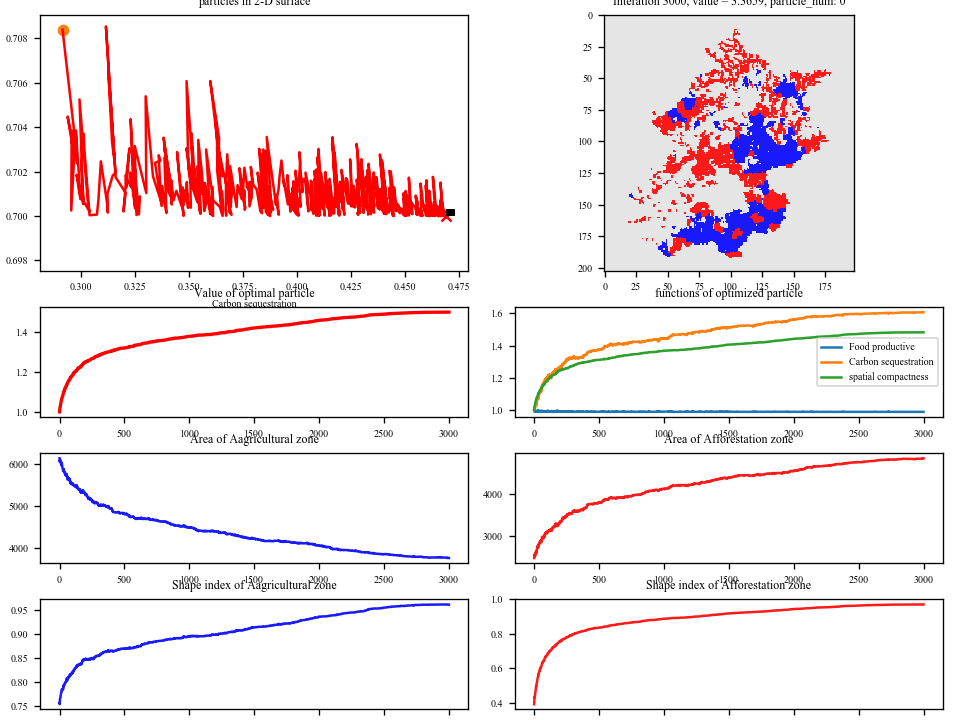 particles in 2-D surface
0.708
0.706
0.704
0.702
0.700
0.698
0.300 0.325 0.350 0.375 0.400 0.425 0.450 0.475
Carbon sequestration
0
25
50
75
100
125
150
175
200
0 25 50 75 100 125 150 175
Value of optimal particle
1.4
1.2
1.0
0 500 1000 1500 2000 2500 3000
functions of optimized particle
1.6
1.4
1.2
1.0
Food productive
Carbon sequestration
spatial compactness
0 500 1000 1500 2000 2500 3000
Area of Aagricultural zone
6000
5000
4000
0 500 1000 1500 2000 2500 3000
Area of Afforestation zone
4000
3000
0 500 1000 1500 2000 2500 3000
Shape index of Aagricultural zone
0.95
0.90
0.85
0.80
0.75
Shape index of Afforestation zone
1.0
0.8
0.6
0.4